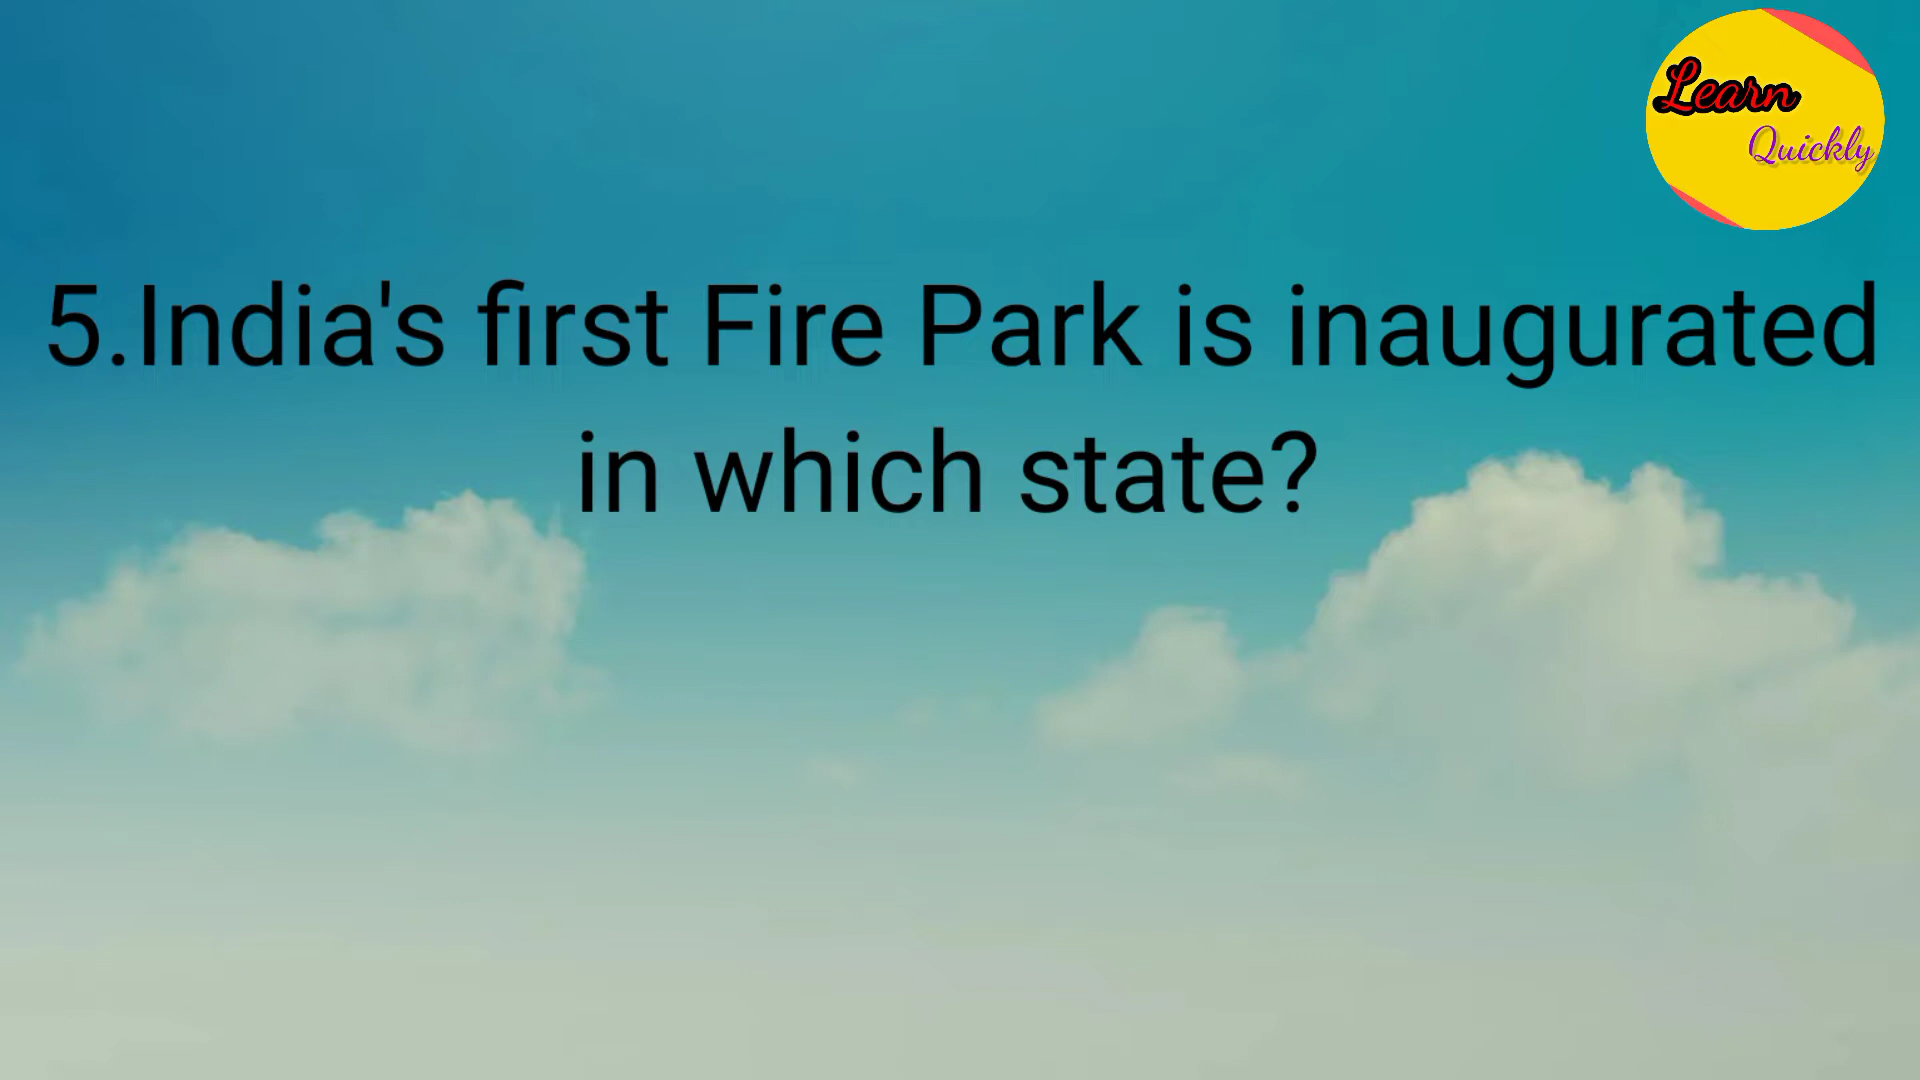 Learn
Quickly
5.India's first Fire Park is inaugurated
in which state?